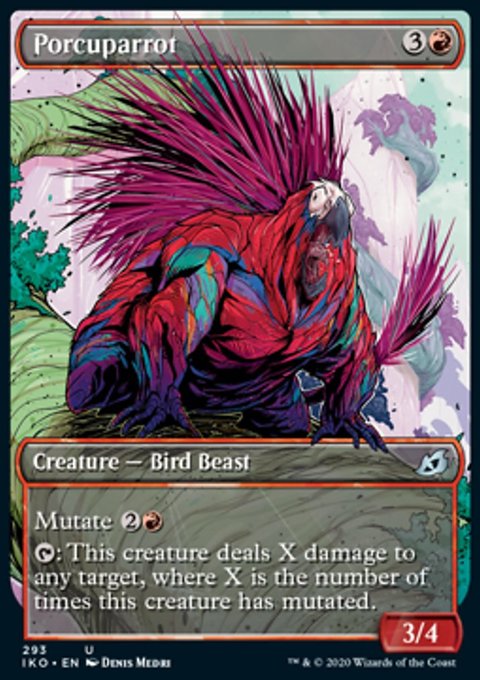 Porcuparrot 3
Creature — Bird Beast
Mutate 2
: This creature deals X damage to
any target, where X is the number of
times this creature has mutated.
3/4
293 U
IKO • EN Denis Medri
™ & © 2020 Wizards of the Coast